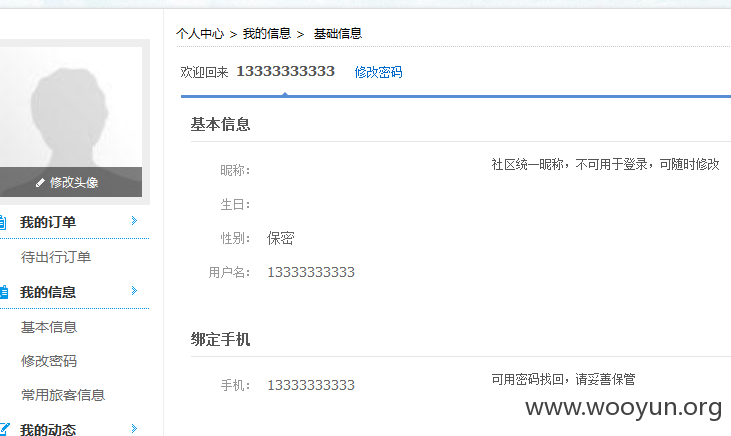 个人中心 > 我的信息 > 基础信息
欢迎回来 13333333333 修改密码
修改头像
我的订单
待出行订单
我的信息
基本信息
修改密码
常用旅客信息
我的动态
基本信息
昵称: 社区统一昵称，不可用于登录，可随时修改
生日:
性别: 保密
用户名: 13333333333
绑定手机
手机: 13333333333 可用密码找回，请妥善保管
www.wooyun.org